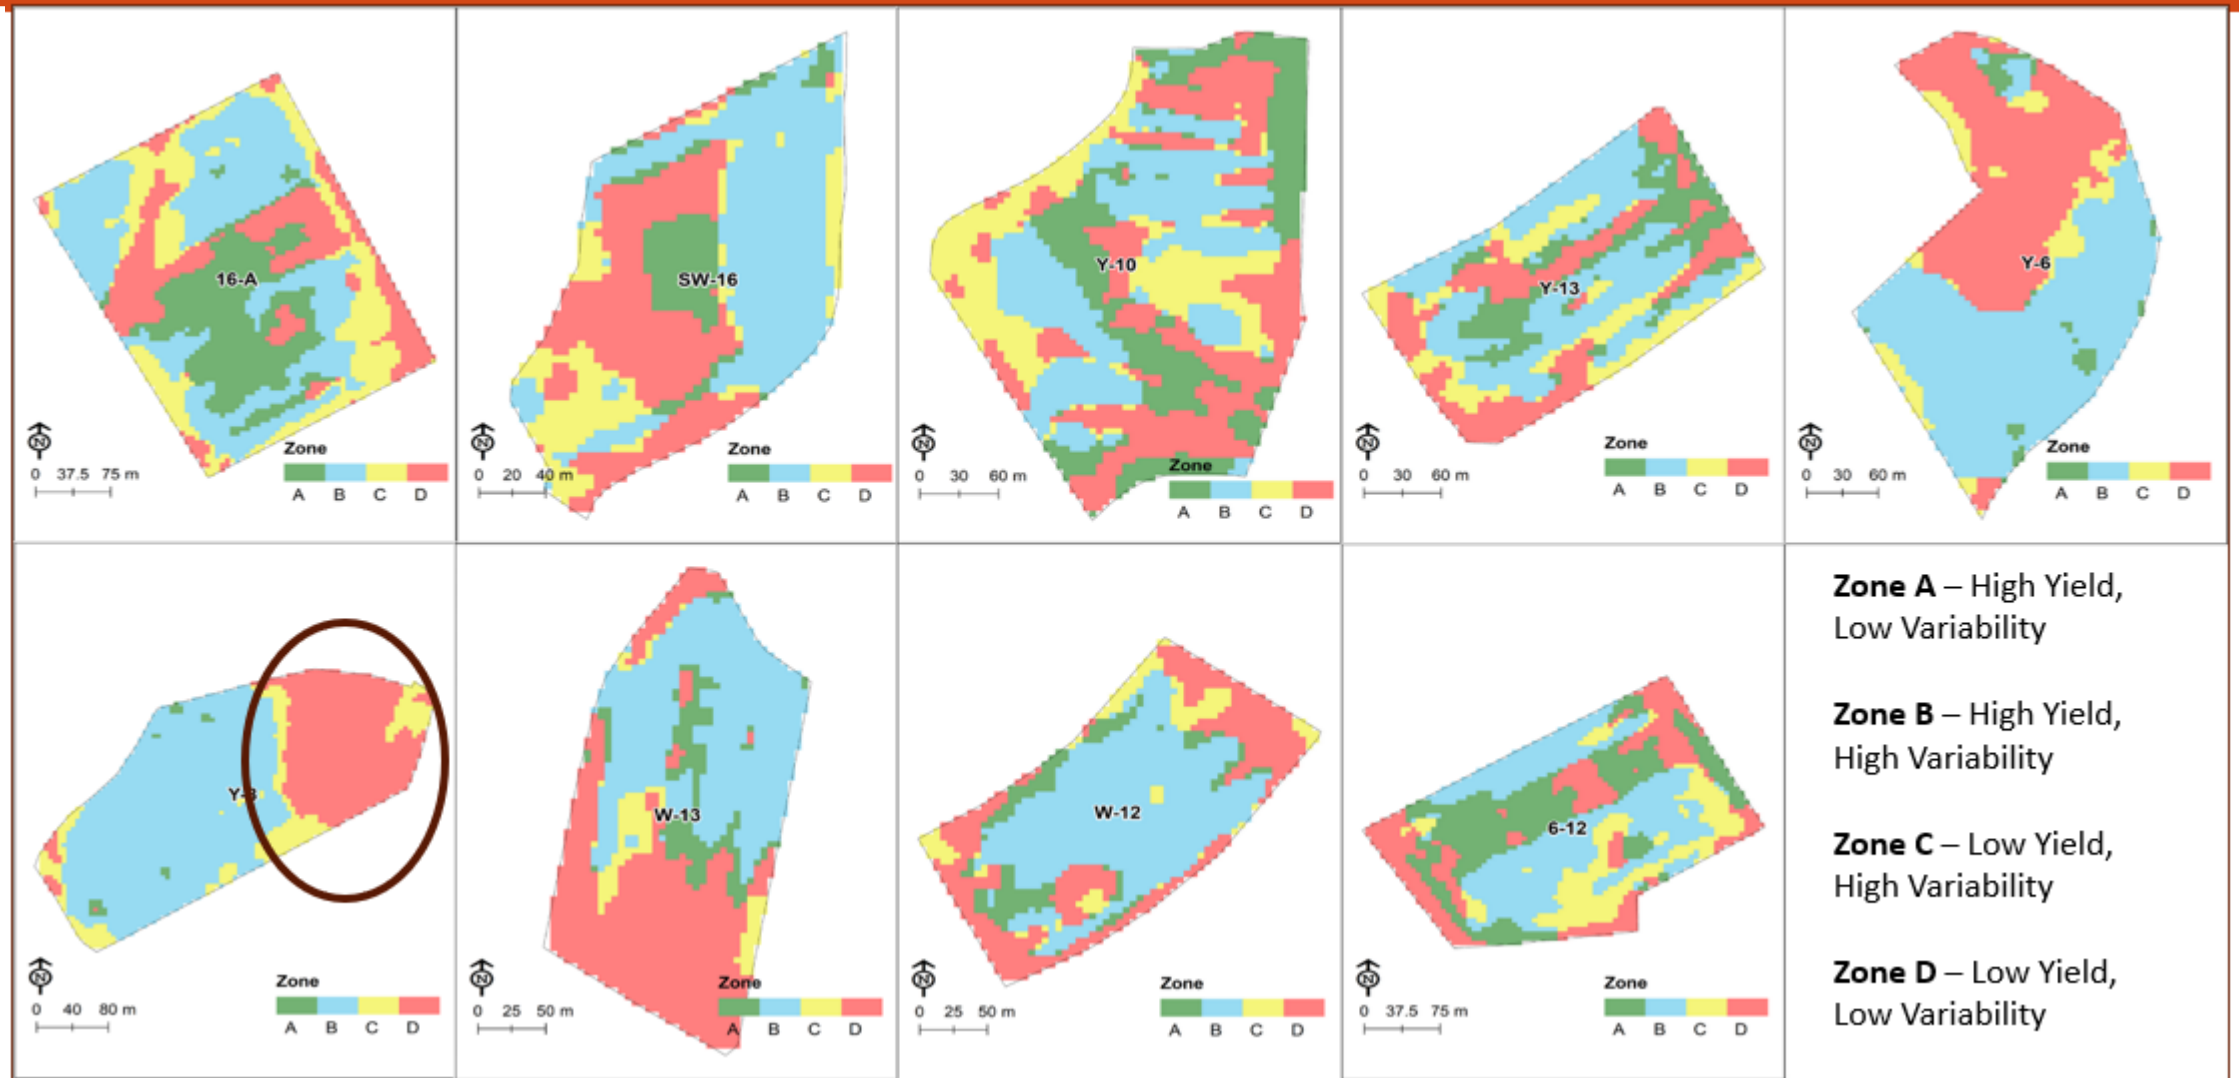 16-A
N
0 37.5 75 m
Zone
A B C D
SW-16
N
0 20 40 m
Zone
A B C D
Y-10
N
0 30 60 m
Zone
A B C D
Y-13
N
0 30 60 m
Zone
A B C D
Y-6
N
0 30 60 m
Zone
A B C D
N
0 40 80 m
Zone
A B C D
W-13
N
0 25 50 m
Zone
A B C D
W-12
N
0 25 50 m
Zone
A B C D
6-12
N
0 37.5 75 m
Zone
A B C D
Zone A – High Yield,
Low Variability
Zone B – High Yield,
High Variability
Zone C – Low Yield,
High Variability
Zone D – Low Yield,
Low Variability